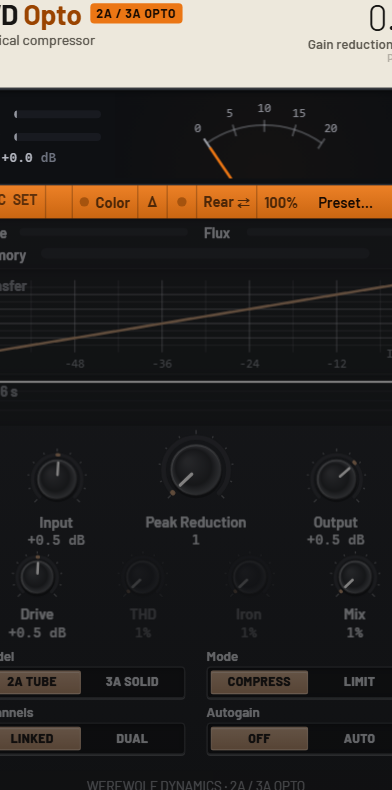 D Opto 2A / 3A OPTO 0.
ical compressor
Gain reduction
0 5 10 15 20
+0.0 dB
C SET Color Δ Rear ⇄ 100% Preset...
e Flux
mory
sfer
-48 -36 -24 -12
6 s
Input Peak Reduction Output
+0.5 dB 1 +0.5 dB
Drive THD Iron Mix
+0.5 dB 1% 1% 1%
del Mode
2A TUBE 3A SOLID COMPRESS LIMIT
nnels Autogain
LINKED DUAL OFF AUTO
WEREWOLF DYNAMICS · 2A / 3A OPTO